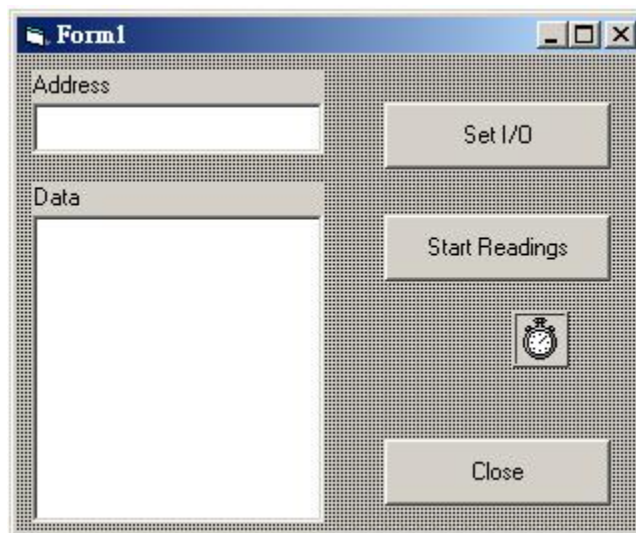 Form1
Address
Set I/O
Data
Start Readings
Close